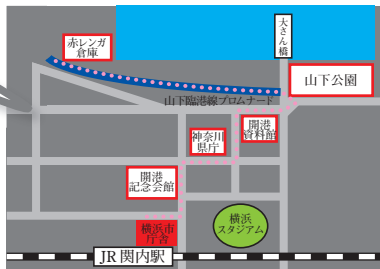 赤レンガ
倉庫
大さん橋
山下公園
山下臨港線プロムナード
神奈川
県庁
開港
資料館
開港
記念会館
横浜市
庁舎
横浜
スタジアム
JR関内駅